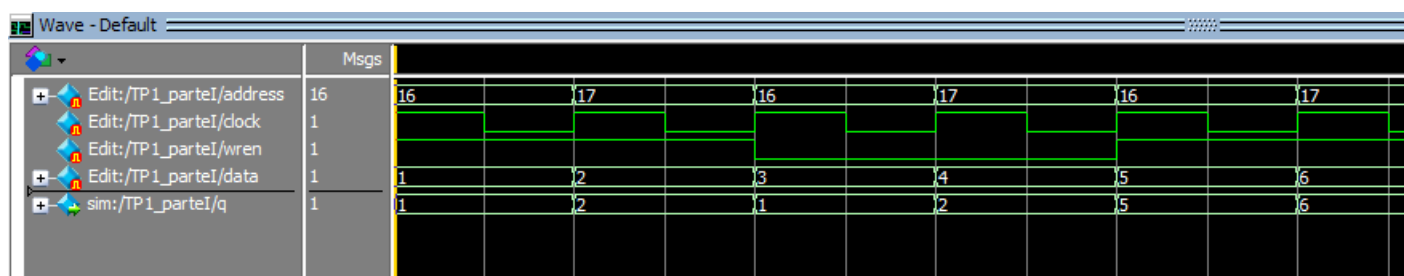 Wave - Default
Msgs
Edit:/TP1_parteI/address 16 16 17 16 17 16 17
Edit:/TP1_parteI/clock 1
Edit:/TP1_parteI/wren 1
Edit:/TP1_parteI/data 1 1 2 3 4 5 6
sim:/TP1_parteI/q 1 1 2 1 2 5 6